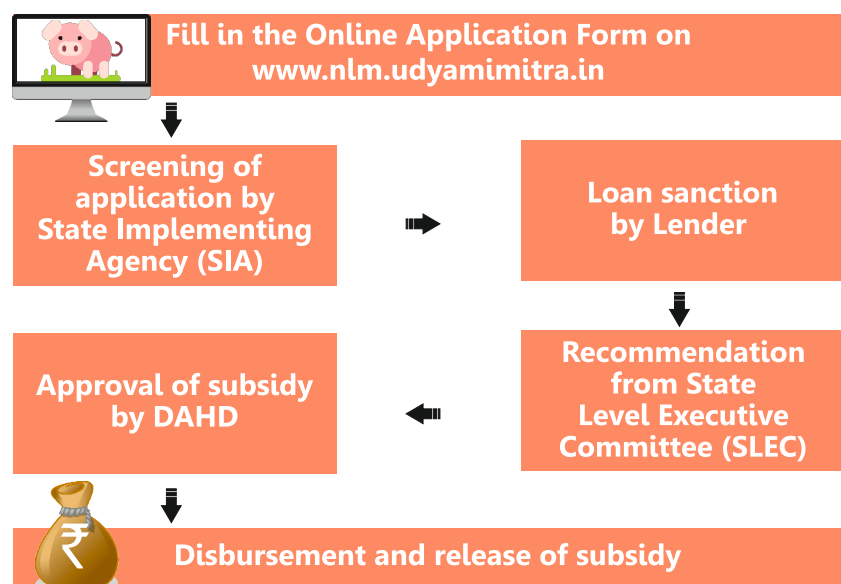 Fill in the Online Application Form on
www.nlm.udyamimitra.in
Screening of
application by
State Implementing
Agency (SIA)
Loan sanction
by Lender
Recommendation
from State
Level Executive
Committee (SLEC)
Approval of subsidy
by DAHD
₹
Disbursement and release of subsidy